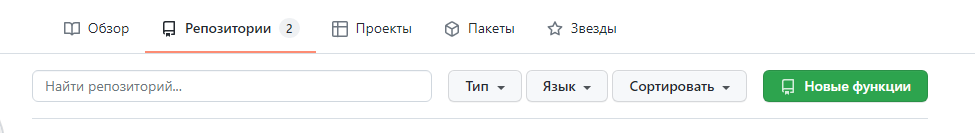 Обзор Репозитории 2 Проекты Пакеты Звезды
Найти репозиторий... Тип Язык Сортировать Новые функции